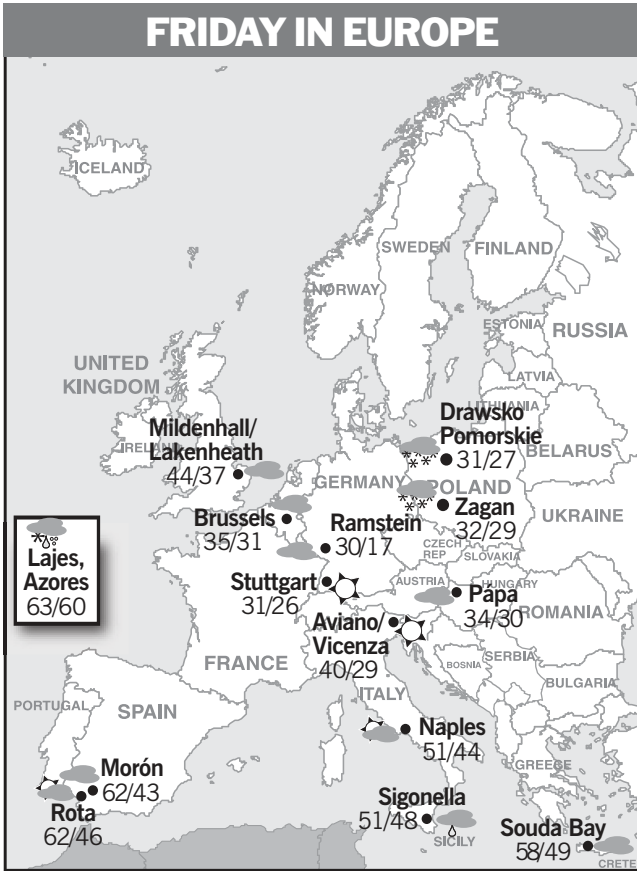 FRIDAY IN EUROPE
ICELAND
SWEDEN
FINLAND
NORWAY
ESTONIA
RUSSIA
LATVIA
LITHUANIA
UNITED
KINGDOM
IRELAND
Mildenhall/
Lakenheath
44/37
Drawsko
Pomorskie
31/27
BELARUS
GERMANY
POLAND
Zagan
32/29
Brussels
35/31
Ramstein
30/17
UKRAINE
CZECH
REP
SLOVAKIA
Lajes,
Azores
63/60
Stuttgart
31/26
AUSTRIA
HUNGARY
Pápa
34/30
ROMANIA
Aviano/
Vicenza
40/29
FRANCE
BOSNIA
SERBIA
BULGARIA
ITALY
PORTUGAL
SPAIN
Naples
51/44
GREECE
Morón
62/43
Rota
62/46
Sigonella
51/48
SICILY
Souda Bay
58/49
CRETE